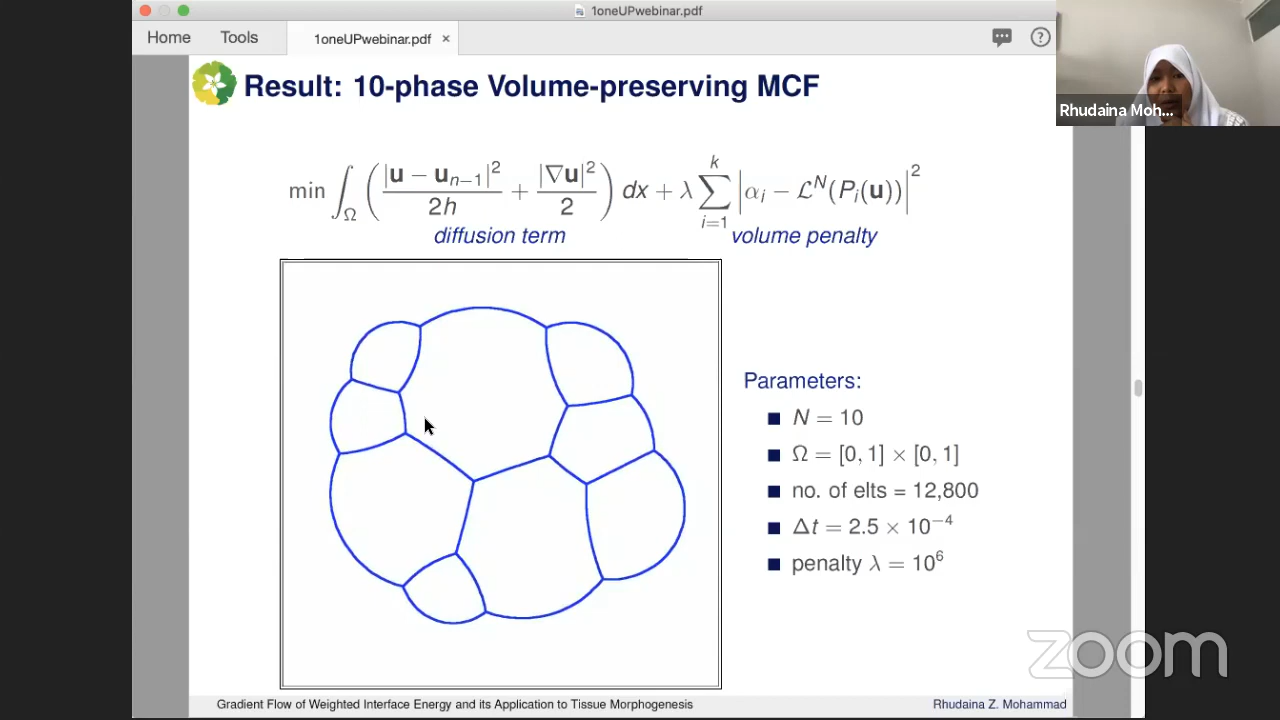 1oneUPwebinar.pdf
Home Tools 1oneUPwebinar.pdf ×
Rhudaina Moh...
Result: 10-phase Volume-preserving MCF
min ∫_Ω ( |u − u_{n−1}|² / 2h + |∇u|² / 2 ) dx + λ ∑_{i=1}^{k} |α_i − 𝓛^N(P_i(u))|²
diffusion term volume penalty
Parameters:
N = 10
Ω = [0, 1] × [0, 1]
no. of elts = 12,800
Δt = 2.5 × 10⁻⁴
penalty λ = 10⁶
zoom
Gradient Flow of Weighted Interface Energy and its Application to Tissue Morphogenesis Rhudaina Z. Mohammad